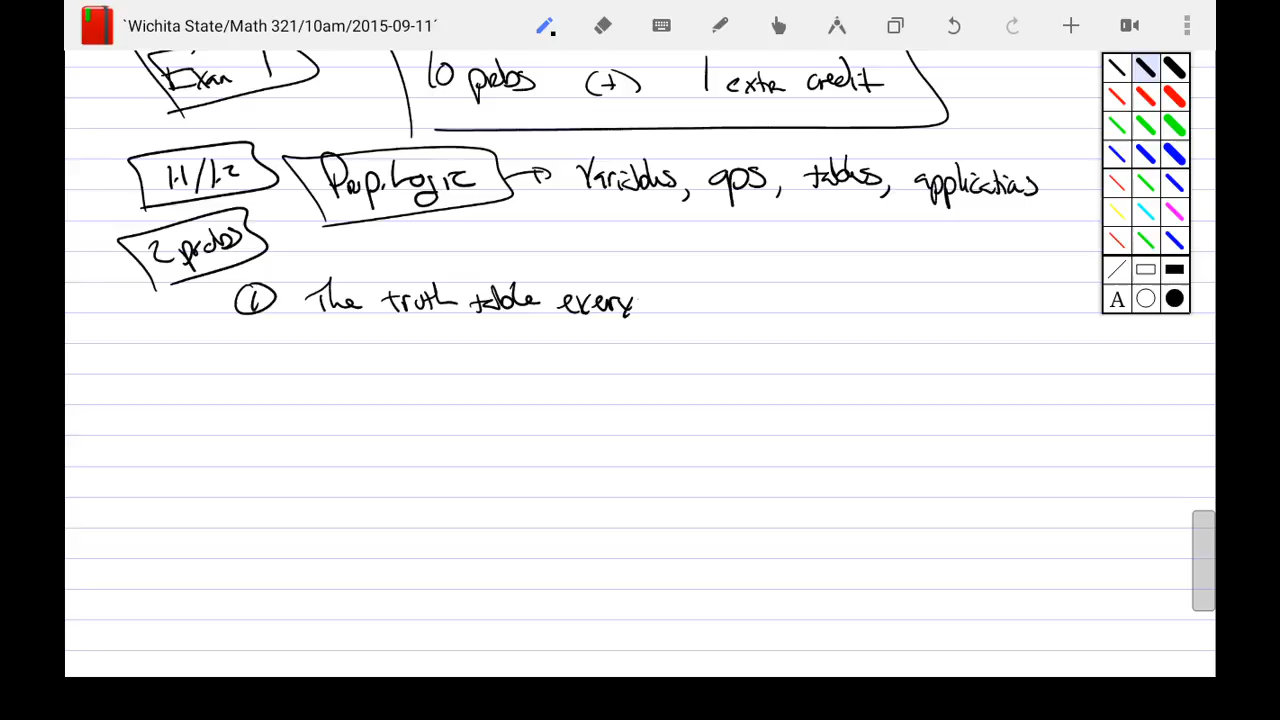 `Wichita State/Math 321/10am/2015-09-11´
Exam 1 10 probs (+) 1 extra credit
1.1/1.2 Prop. Logic → variables, ops, tables, applications
2 probs
① The truth table every
A